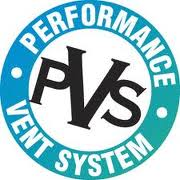 • PERFORMANCE •
PVS
VENT SYSTEM